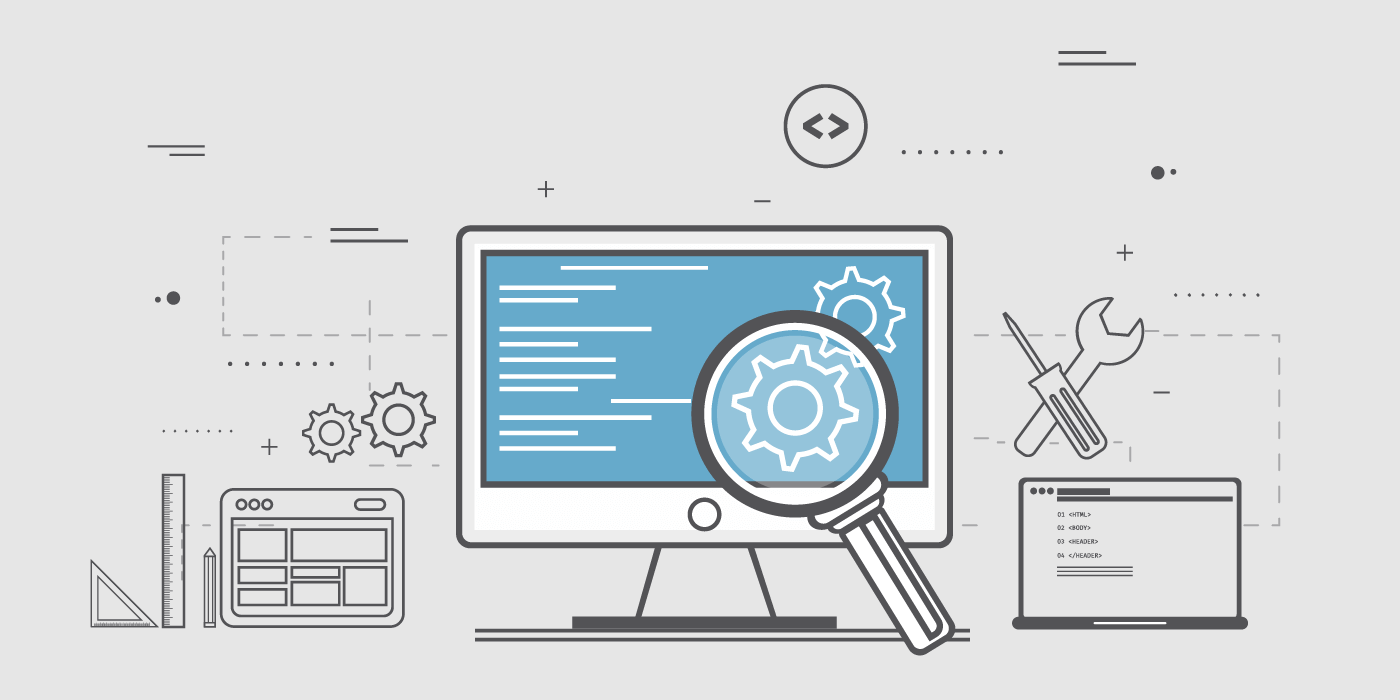 <>
01 <HTML>
02 <BODY>
03 <HEADER>
04 </HEADER>